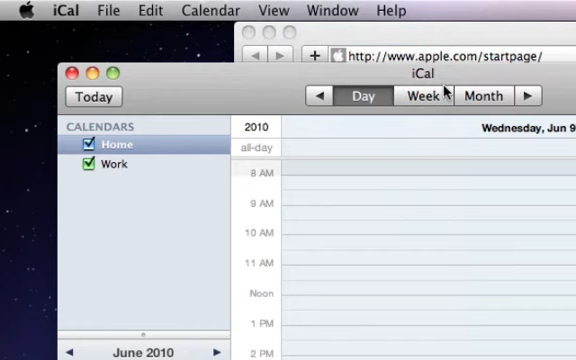 iCal File Edit Calendar View Window Help
http://www.apple.com/startpage/
iCal
Today Day Week Month
CALENDARS
Home
Work
2010 Wednesday, Jun 9
all-day
8 AM
9 AM
10 AM
11 AM
Noon
1 PM
2 PM
June 2010